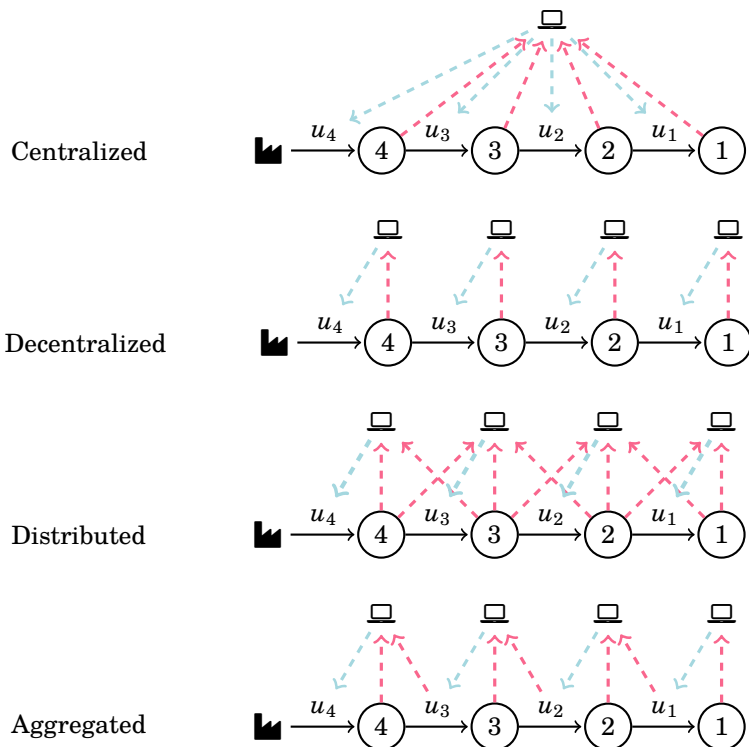 u₄ u₃ u₂ u₁
Centralized 4 3 2 1
u₄ u₃ u₂ u₁
Decentralized 4 3 2 1
u₄ u₃ u₂ u₁
Distributed 4 3 2 1
u₄ u₃ u₂ u₁
Aggregated 4 3 2 1